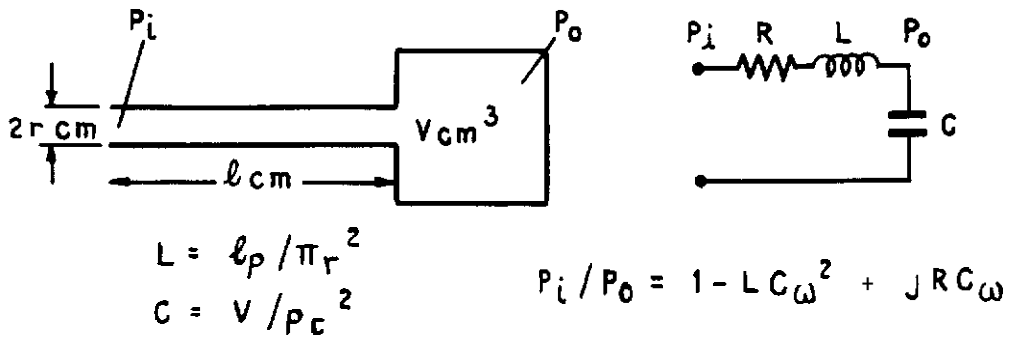 Pi
Po
2r cm
V cm³
ℓ cm
L = ℓρ/πr²
C = V/ρc²
Pi R L Po
C
Pi/Po = 1 - LCω² + jRCω